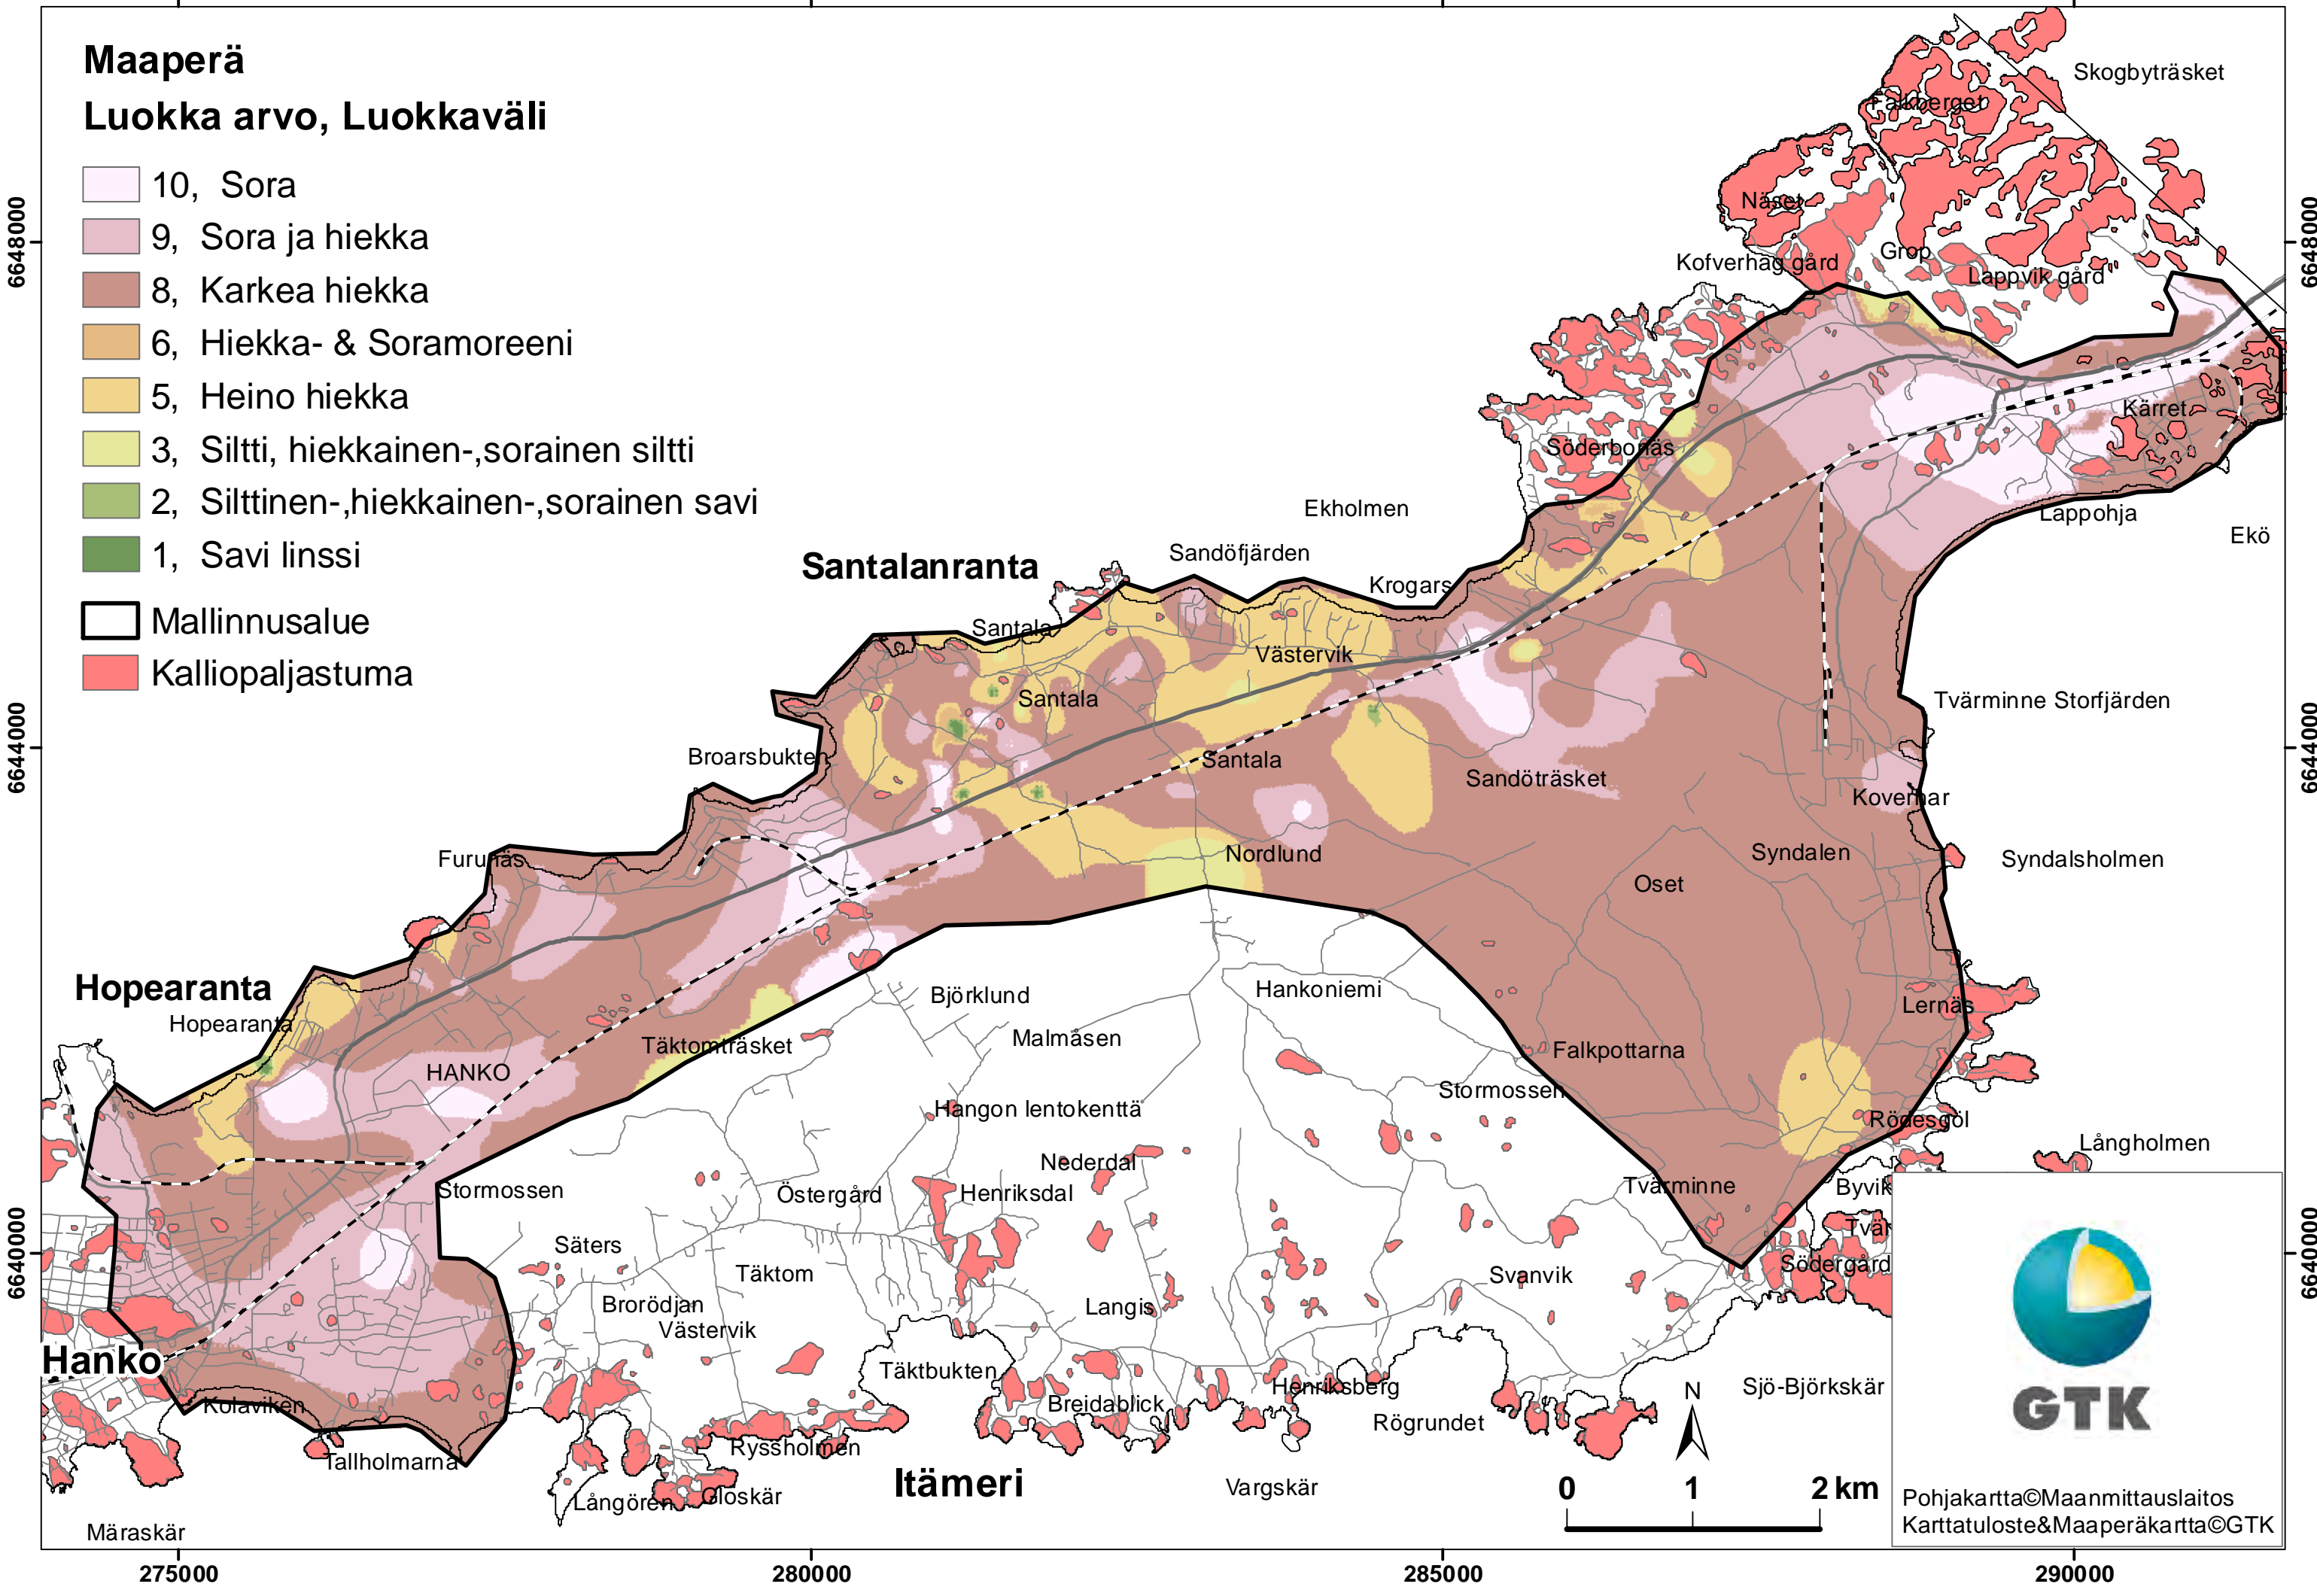 Maaperä
Luokka arvo, Luokkaväli
10, Sora
9, Sora ja hiekka
8, Karkea hiekka
6, Hiekka- & Soramoreeni
5, Heino hiekka
3, Siltti, hiekkainen-,sorainen siltti
2, Silttinen-,hiekkainen-,sorainen savi
1, Savi linssi
Mallinnusalue
Kalliopaljastuma
Skogbyträsket
Falkberget
Näset
Kofverhag gård
Grop
Lappvik gård
6648000
6648000
Kärret
Söderbonäs
Ekholmen
Lappohja
Ekö
Santalanranta
Sandöfjärden
Krogars
Santala
Västervik
Santala
Tvärminne Storfjärden
6644000
6644000
Broarsbukten
Santala
Sandöträsket
Koverhar
Furunäs
Nordlund
Syndalen
Syndalsholmen
Oset
Hopearanta
Hopearanta
Björklund
Hankoniemi
Lernäs
Malmåsen
Täktomträsket
Falkpottarna
HANKO
Stormossen
Hangon lentokenttä
Rödesgöl
Långholmen
Nederdal
Stormossen
Östergård
Henriksdal
Tvärminne
Byvik
Tvär
6640000
6640000
Säters
Täktom
Svanvik
Södergård
Brorödjan
Langis
Västervik
Hanko
Täktbukten
Henriksberg
Sjö-Björkskär
Kolaviken
Breidablick
Rögrundet
N
Ryssholmen
Tallholmarna
Itämeri
Vargskär
0 1 2 km
Långören
Gloskär
Märaskär
GTK
Pohjakartta©Maanmittauslaitos
Karttatuloste&Maaperäkartta©GTK
275000 280000 285000 290000